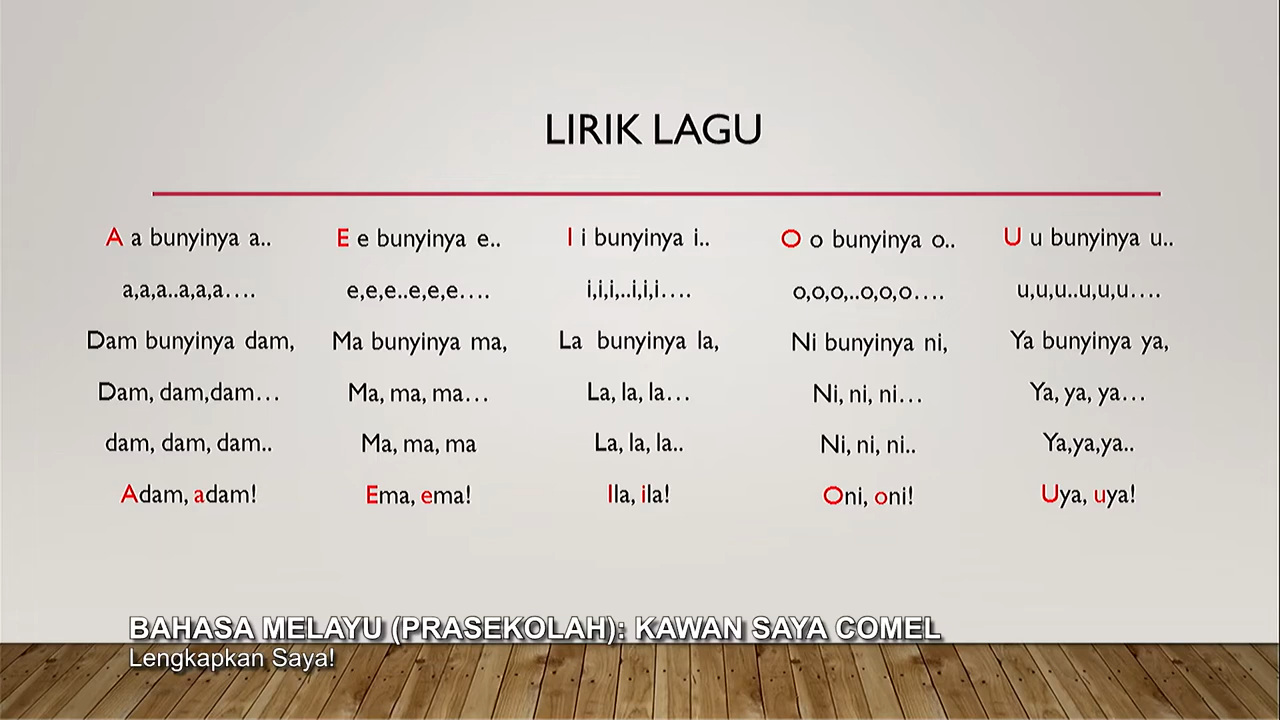 LIRIK LAGU
A a bunyinya a..
a,a,a..a,a,a....
Dam bunyinya dam,
Dam, dam,dam...
dam, dam, dam..
Adam, adam!
E e bunyinya e..
e,e,e..e,e,e....
Ma bunyinya ma,
Ma, ma, ma...
Ma, ma, ma
Ema, ema!
I i bunyinya i..
i,i,i,..i,i,i....
La bunyinya la,
La, la, la...
La, la, la..
Ila, ila!
O o bunyinya o..
o,o,o,..o,o,o....
Ni bunyinya ni,
Ni, ni, ni...
Ni, ni, ni..
Oni, oni!
U u bunyinya u..
u,u,u..u,u,u....
Ya bunyinya ya,
Ya, ya, ya...
Ya,ya,ya..
Uya, uya!
BAHASA MELAYU (PRASEKOLAH): KAWAN SAYA COMEL
Lengkapkan Saya!